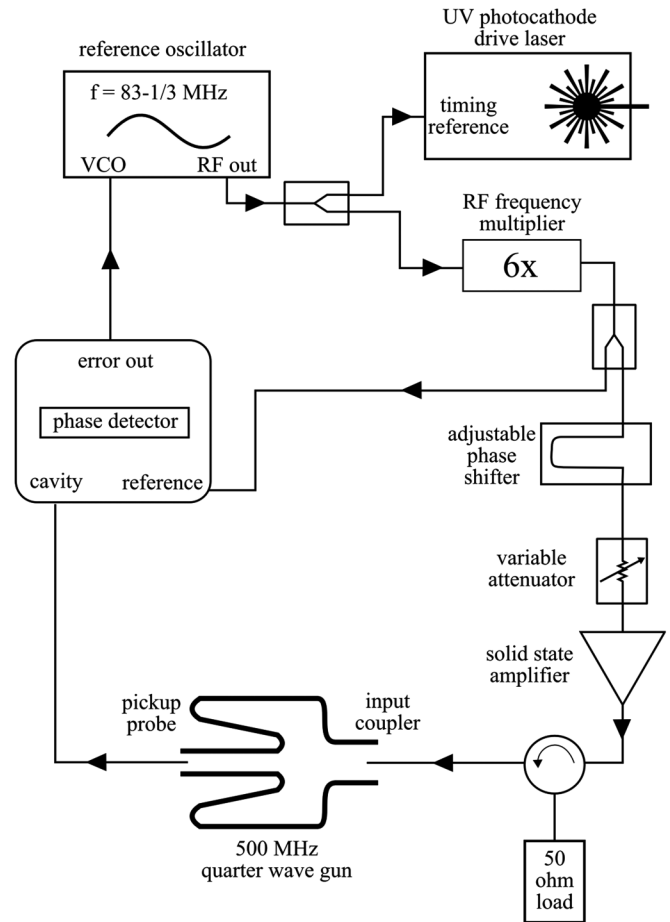 UV photocathode
drive laser
reference oscillator
f = 83-1/3 MHz
VCO
RF out
timing
reference
RF frequency
multiplier
6x
error out
phase detector
cavity
reference
adjustable
phase
shifter
variable
attenuator
solid state
amplifier
pickup
probe
input
coupler
500 MHz
quarter wave gun
50
ohm
load